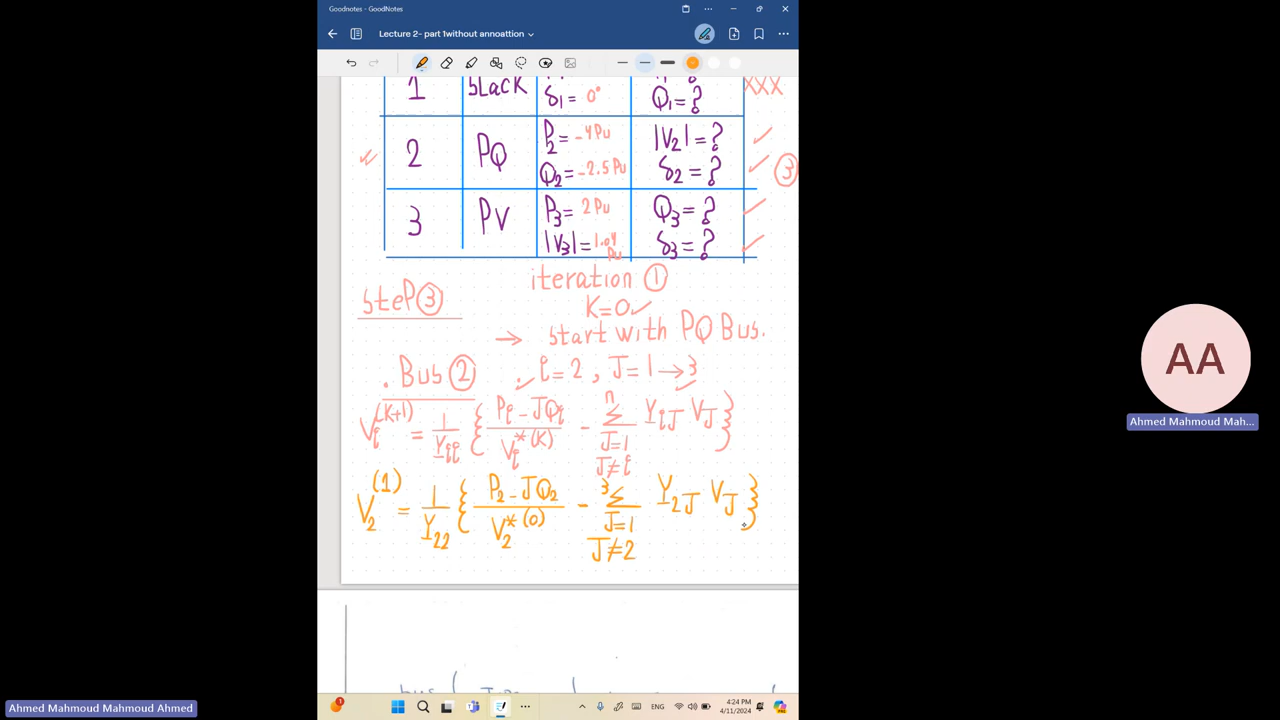 Goodnotes - GoodNotes
Lecture 2- part 1without annoattion
1 SLACK δ1 = 0° Q1 = ? XXX
2 PQ P2 = -4 Pu |V2| = ?
Q2 = -2.5 Pu δ2 = ? 3
3 PV P3 = 2 Pu Q3 = ?
|V3| = 1.04 Pu δ3 = ?
iteration 1
SteP 3 K=0
→ start with PQ Bus.
. Bus 2 . i = 2 , J = 1 → 3
Vi^(K+1) = 1/Yii { (Pi - JQi)/Vi^*(K) - Σ^n_{J=1, J≠i} YiJ VJ }
V2^(1) = 1/Y22 { (P2 - JQ2)/V2^*(0) - Σ^3_{J=1, J≠2} Y2J VJ }
AA
Ahmed Mahmoud Mah...
Ahmed Mahmoud Mahmoud Ahmed
ENG
4:24 PM
4/11/2024